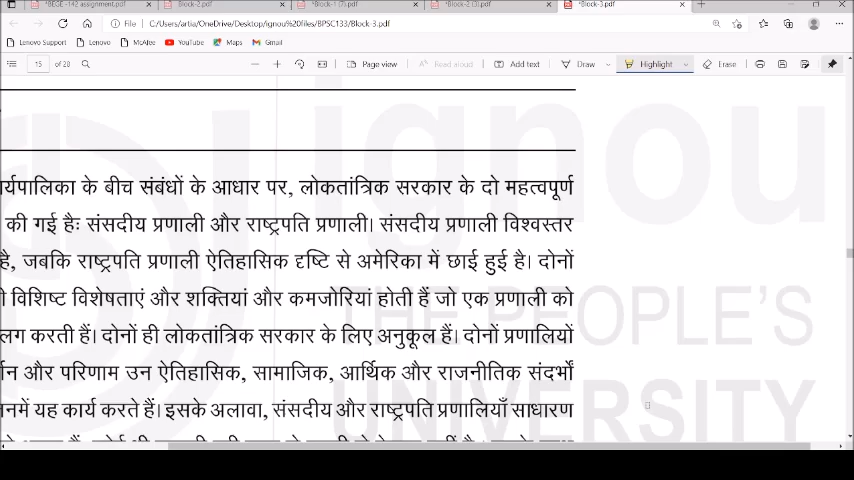 *BEGE -142 assignment.pdf Block-2.pdf *Block-1 (7).pdf *Block-2 (3).pdf *Block-3.pdf
File C:/Users/artia/OneDrive/Desktop/ignou%20files/BPSC133/Block-3.pdf
Lenovo Support Lenovo McAfee YouTube Maps Gmail
15 of 28 Page view Read aloud Add text Draw Highlight Erase
ignou
र्यपालिका के बीच संबंधों के आधार पर, लोकतांत्रिक सरकार के दो महत्वपूर्ण
की गई हैः संसदीय प्रणाली और राष्ट्रपति प्रणाली। संसदीय प्रणाली विश्वस्तर
है, जबकि राष्ट्रपति प्रणाली ऐतिहासिक दृष्टि से अमेरिका में छाई हुई है। दोनों
विशिष्ट विशेषताएं और शक्तियां और कमजोरियां होती हैं जो एक प्रणाली को
THE PEOPLE'S
लग करती हैं। दोनों ही लोकतांत्रिक सरकार के लिए अनुकूल हैं। दोनों प्रणालियों
और परिणाम उन ऐतिहासिक, सामाजिक, आर्थिक और राजनीतिक संदर्भों
UNIVERSITY
नमें यह कार्य करते हैं। इसके अलावा, संसदीय और राष्ट्रपति प्रणालियाँ साधारण